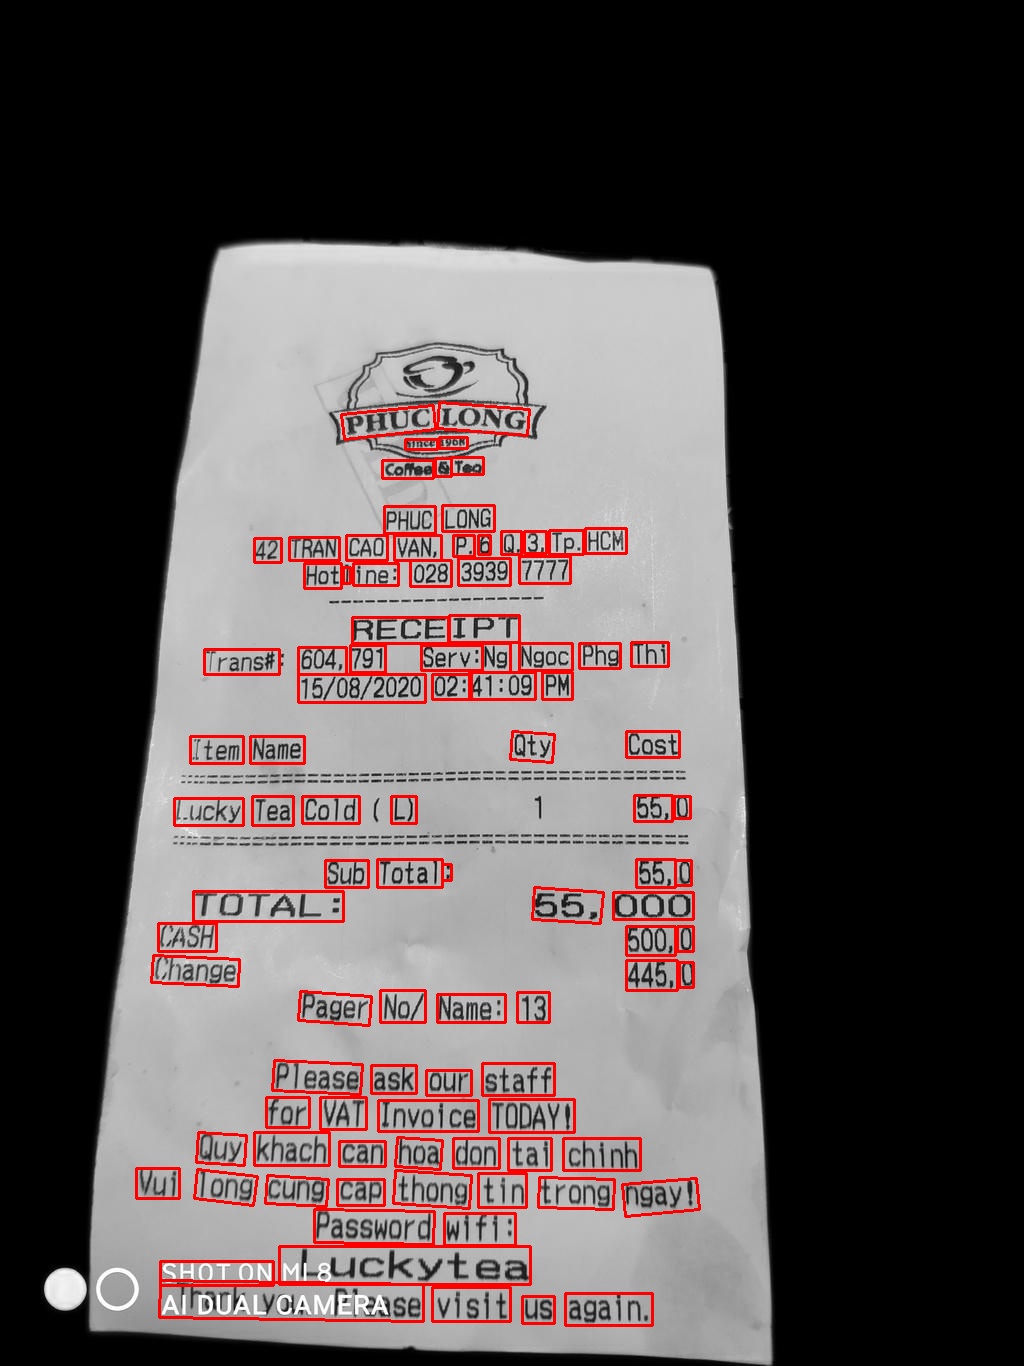 PHUC LONG
since 1968
Coffee & Tea
PHUC LONG
42 TRAN CAO VAN, P.6 Q.3,Tp.HCM
Hotline: 028 3939 7777
--------------------
RECEIPT
Trans#: 604,791 Serv:Ng Ngoc Phg Thi
15/08/2020 02:41:09 PM
Item Name Qty Cost
Lucky Tea Cold ( L) 1 55,0
Sub Total: 55,0
TOTAL: 55,000
CASH 500,0
Change 445,0
Pager No/ Name: 13
Please ask our staff
for VAT Invoice TODAY!
Quy khach can hoa don tai chinh
Vui long cung cap thong tin trong ngay!
Password wifi:
Luckytea
SHOT ON MI 8
Thank you. Please visit us again.
AI DUAL CAMERA